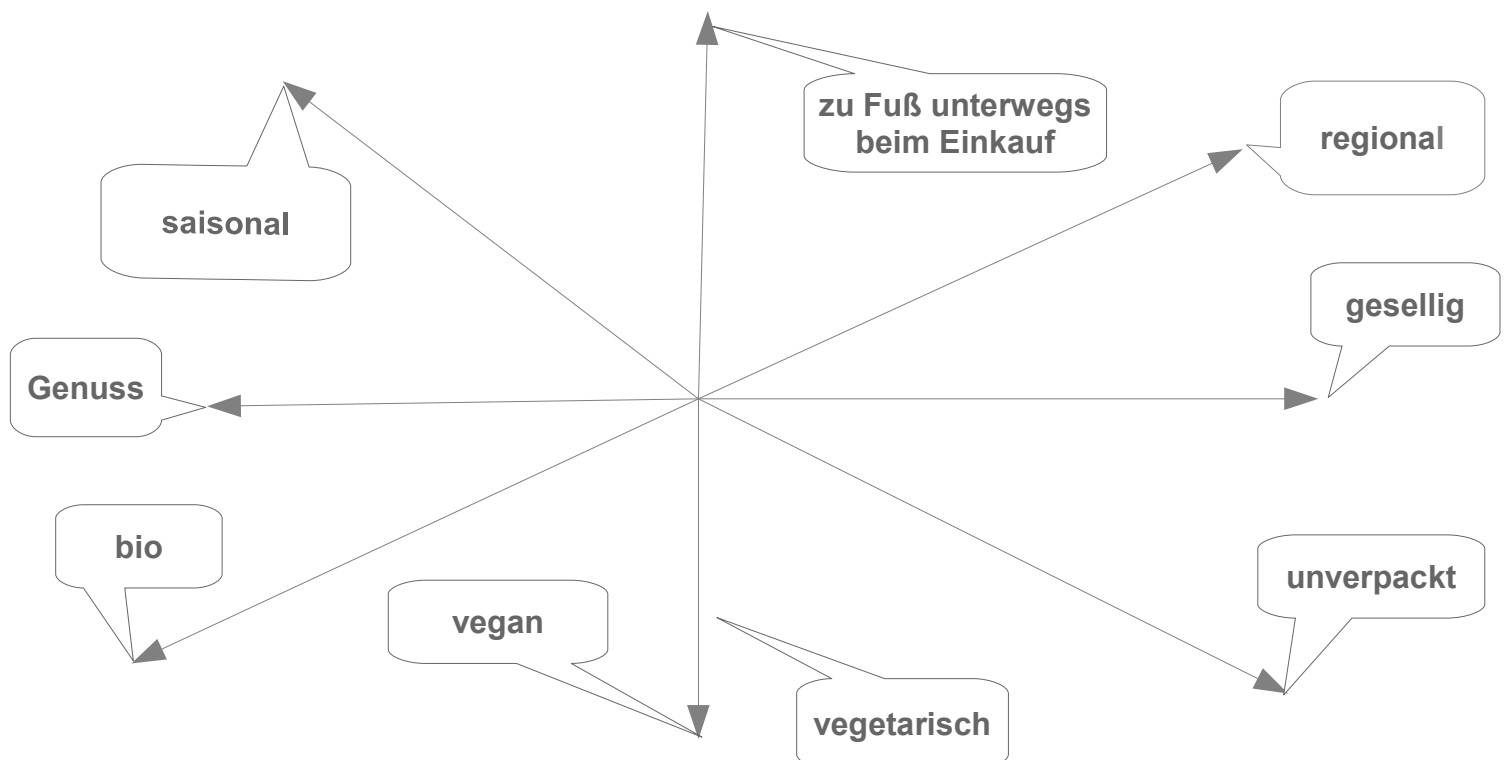 zu Fuß unterwegs
beim Einkauf
regional
saisonal
gesellig
Genuss
bio
unverpackt
vegan
vegetarisch